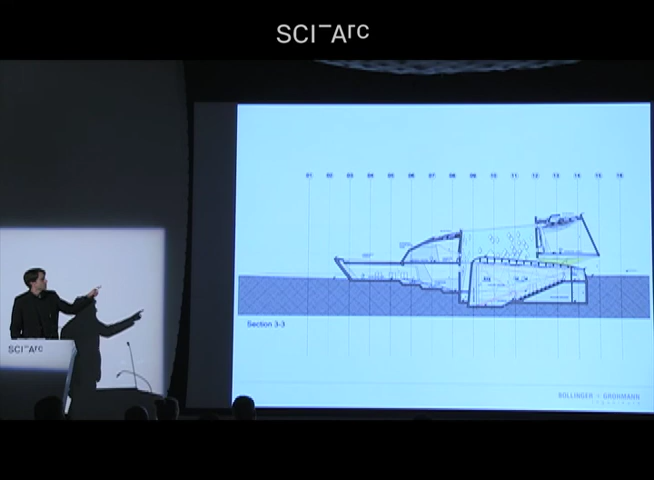 SCI-Arc
01 02 03 04 05 06 07 08 09 10 11 12 13 14 15 16
Section 3-3
BOLLINGER + GROHMANN
Ingenieure
SCI-Arc